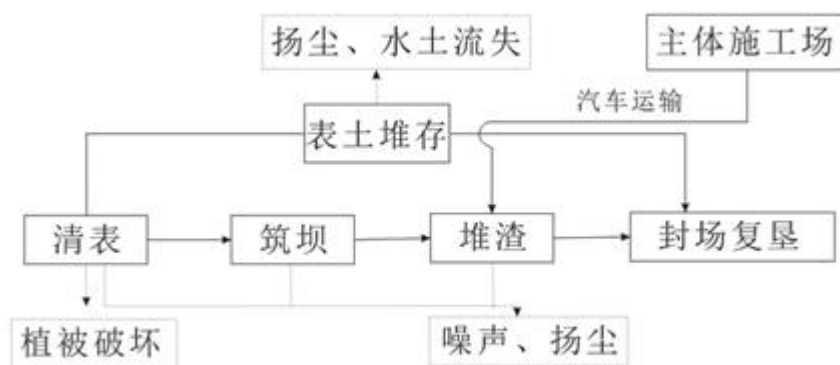 扬尘、水土流失
主体施工场
汽车运输
表土堆存
清表
筑坝
堆渣
封场复垦
植被破坏
噪声、扬尘